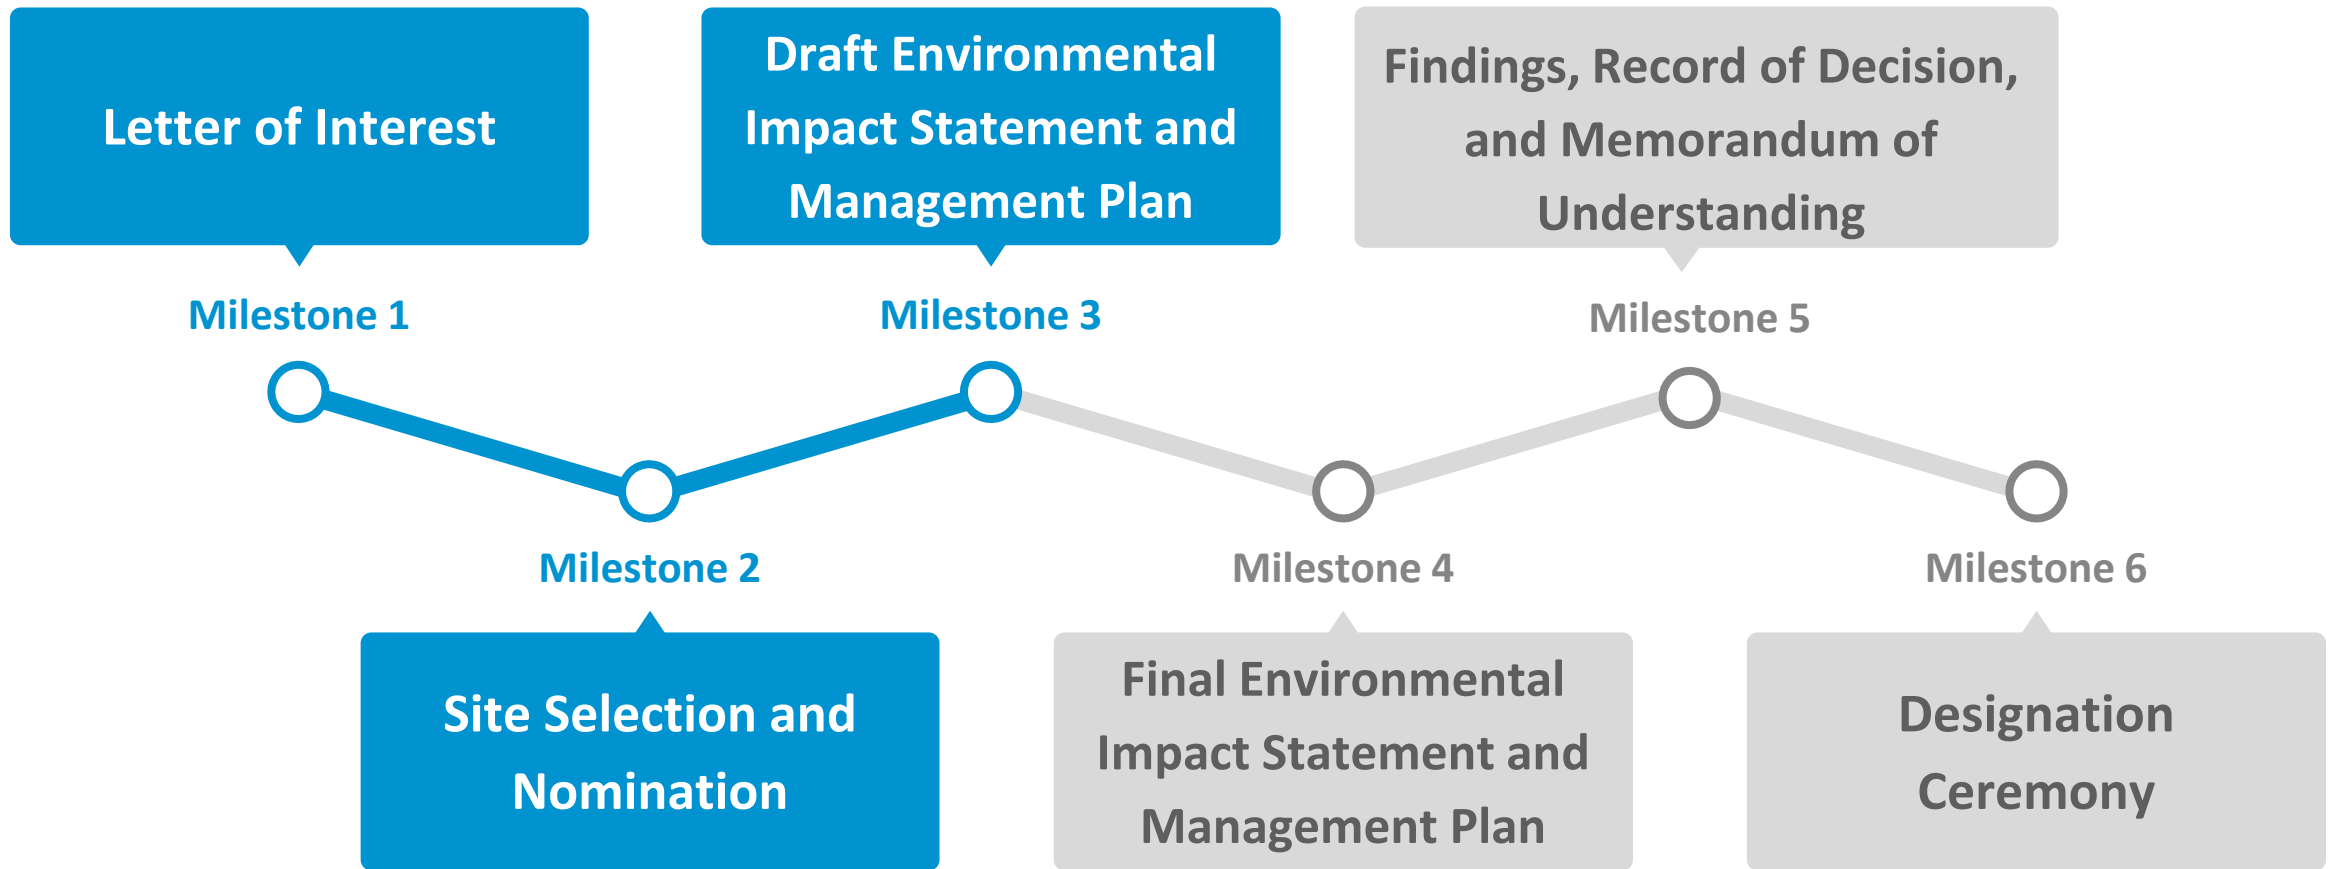 Letter of Interest
Milestone 1
Milestone 2
Site Selection and
Nomination
Draft Environmental
Impact Statement and
Management Plan
Milestone 3
Milestone 4
Final Environmental
Impact Statement and
Management Plan
Findings, Record of Decision,
and Memorandum of
Understanding
Milestone 5
Milestone 6
Designation
Ceremony